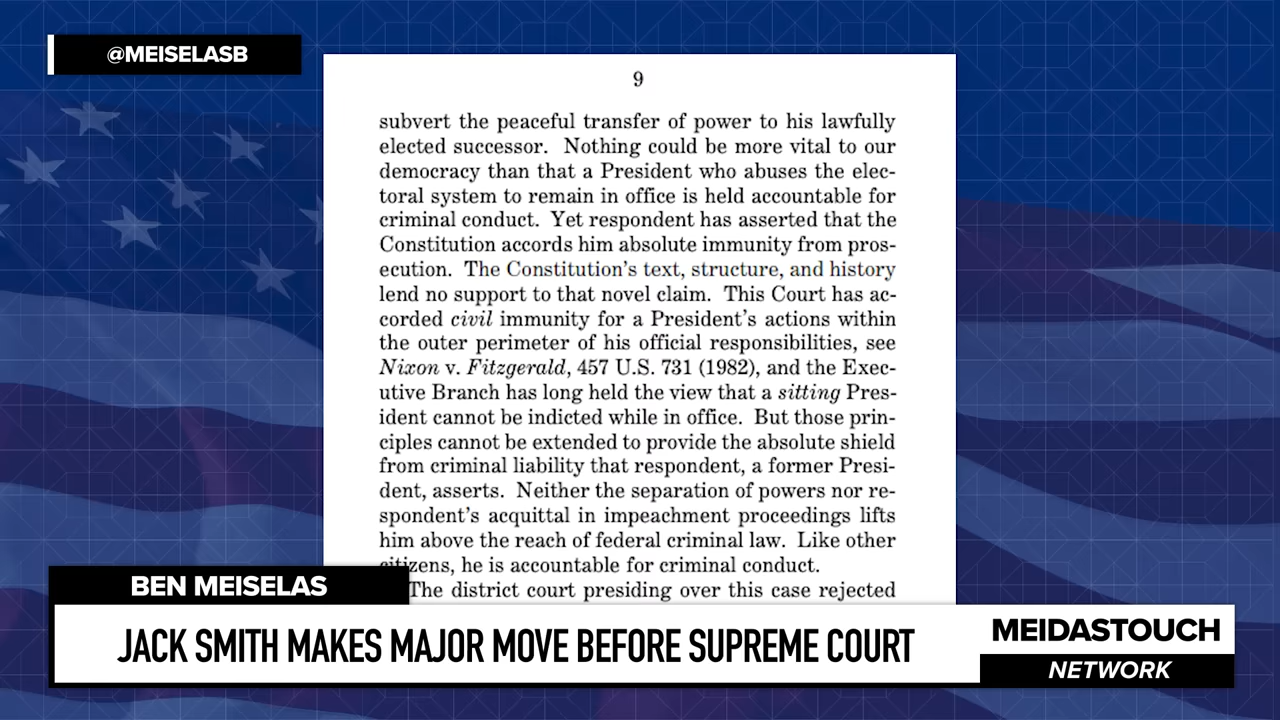 @MEISELASB
9
subvert the peaceful transfer of power to his lawfully
elected successor. Nothing could be more vital to our
democracy than that a President who abuses the elec-
toral system to remain in office is held accountable for
criminal conduct. Yet respondent has asserted that the
Constitution accords him absolute immunity from pros-
ecution. The Constitution's text, structure, and history
lend no support to that novel claim. This Court has ac-
corded civil immunity for a President's actions within
the outer perimeter of his official responsibilities, see
Nixon v. Fitzgerald, 457 U.S. 731 (1982), and the Exec-
utive Branch has long held the view that a sitting Pres-
ident cannot be indicted while in office. But those prin-
ciples cannot be extended to provide the absolute shield
from criminal liability that respondent, a former Presi-
dent, asserts. Neither the separation of powers nor re-
spondent's acquittal in impeachment proceedings lifts
him above the reach of federal criminal law. Like other
citizens, he is accountable for criminal conduct.
The district court presiding over this case rejected
BEN MEISELAS
JACK SMITH MAKES MAJOR MOVE BEFORE SUPREME COURT
MEIDASTOUCH
NETWORK